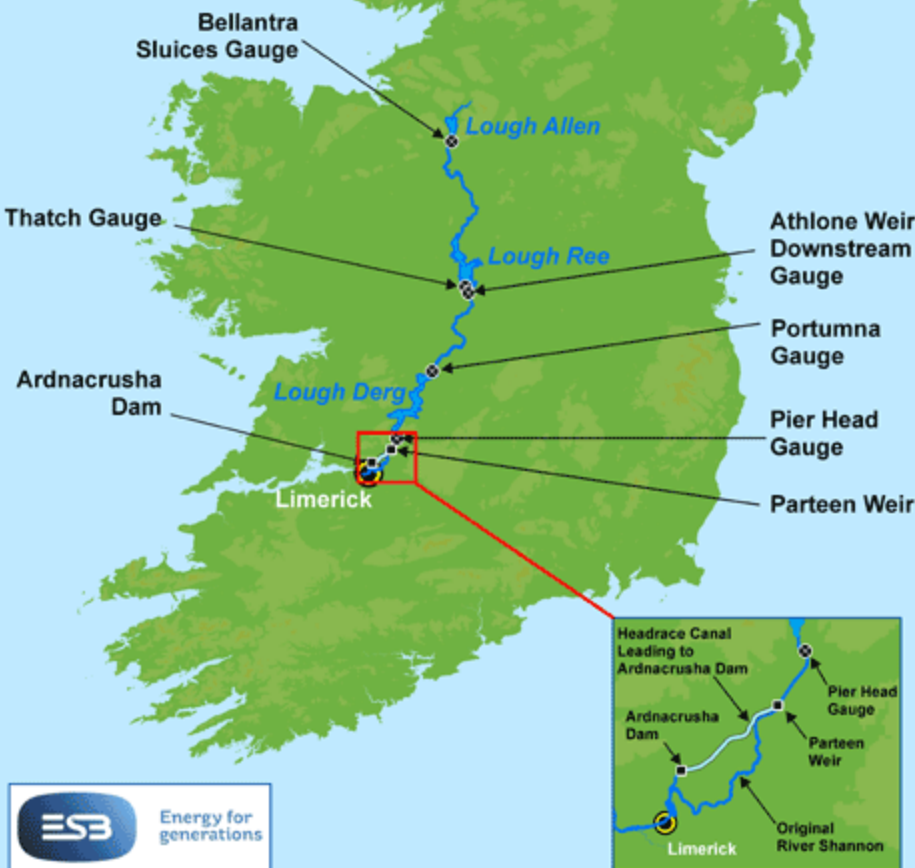 Bellantra
Sluices Gauge
Lough Allen
Thatch Gauge
Lough Ree
Athlone Weir
Downstream
Gauge
Portumna
Gauge
Ardnacrusha
Dam
Lough Derg
Pier Head
Gauge
Limerick
Parteen Weir
Headrace Canal
Leading to
Ardnacrusha Dam
Pier Head
Gauge
Ardnacrusha
Dam
Parteen
Weir
Original
River Shannon
Limerick
ESB
Energy for
generations